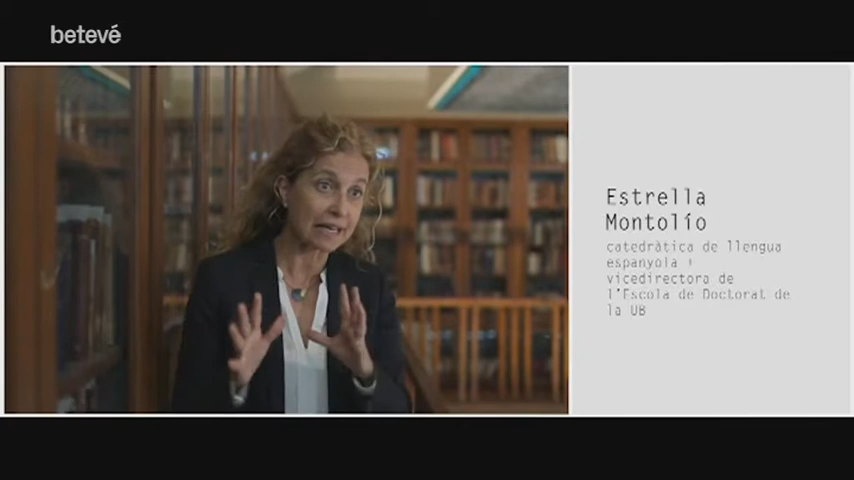 betevé
Estrella
Montolío
catedràtica de llengua
espanyola i
vicedirectora de
l'Escola de Doctorat de
la UB